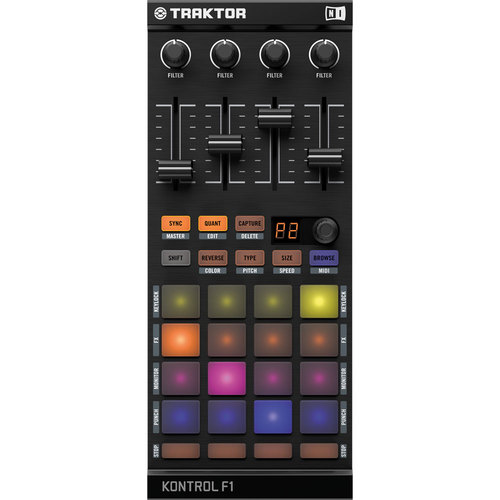 TRAKTOR
NI
FILTER FILTER FILTER FILTER
SYNC QUANT CAPTURE
MASTER EDIT DELETE
P2
SHIFT REVERSE TYPE SIZE BROWSE
COLOR PITCH SPEED MIDI
KEYLOCK KEYLOCK
FX FX
MONITOR MONITOR
PUNCH PUNCH
STOP STOP
KONTROL F1